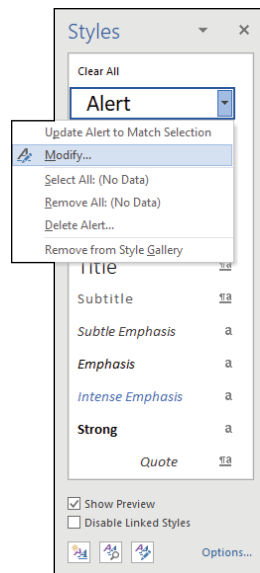 Styles
Clear All
Alert
Update Alert to Match Selection
Modify...
Select All: (No Data)
Remove All: (No Data)
Delete Alert...
Remove from Style Gallery
Title ¶a
Subtitle ¶a
Subtle Emphasis a
Emphasis a
Intense Emphasis a
Strong a
Quote ¶a
Show Preview
Disable Linked Styles
Options...